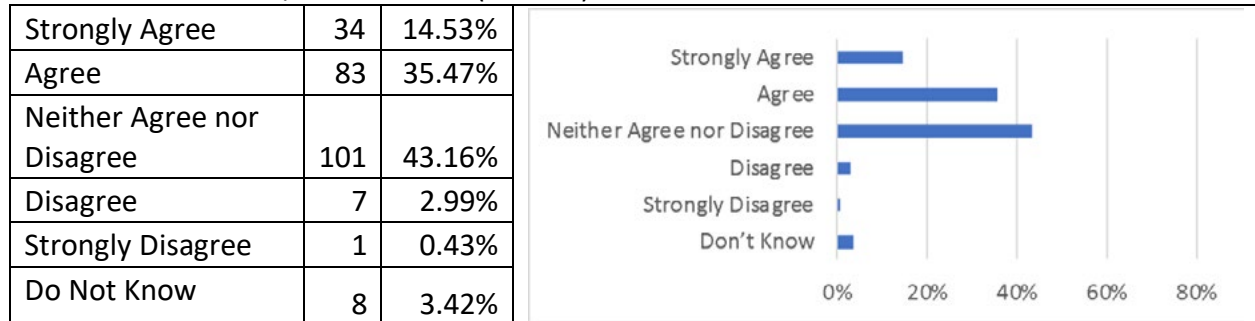 Strongly Agree 34 14.53%
Agree 83 35.47%
Neither Agree nor
Disagree 101 43.16%
Disagree 7 2.99%
Strongly Disagree 1 0.43%
Do Not Know 8 3.42%
Strongly Agree
Agree
Neither Agree nor Disagree
Disagree
Strongly Disagree
Don't Know
0% 20% 40% 60% 80%